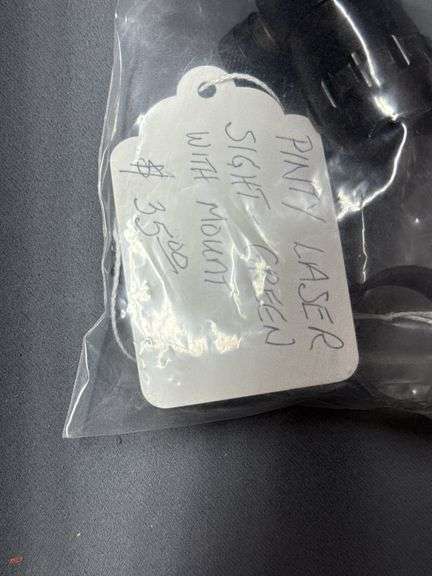 PINTY LASER
SIGHT GREEN
WITH MOUNT
$ 35.00